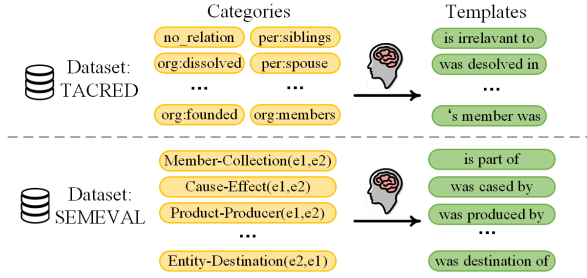 Categories Templates
no_relation per:siblings is irrelavant to
Dataset: org:dissolved per:spouse was desolved in
TACRED ... ...
org:founded org:members 's member was
Member-Collection(e1,e2) is part of
Dataset: Cause-Effect(e1,e2) was cased by
SEMEVAL Product-Producer(e1,e2) was produced by
... ...
Entity-Destination(e2,e1) was destination of